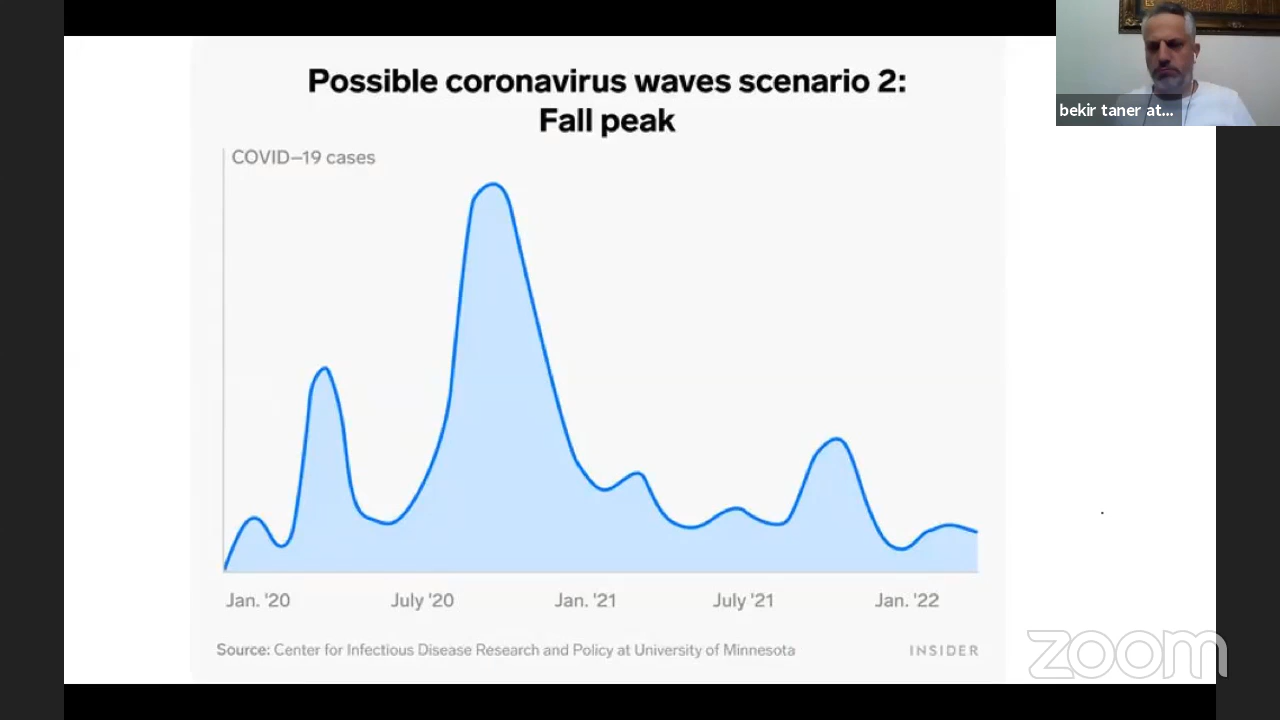 Possible coronavirus waves scenario 2:
Fall peak
COVID–19 cases
Jan. '20 July '20 Jan. '21 July '21 Jan. '22
Source: Center for Infectious Disease Research and Policy at University of Minnesota INSIDER
bekir taner at...
zoom